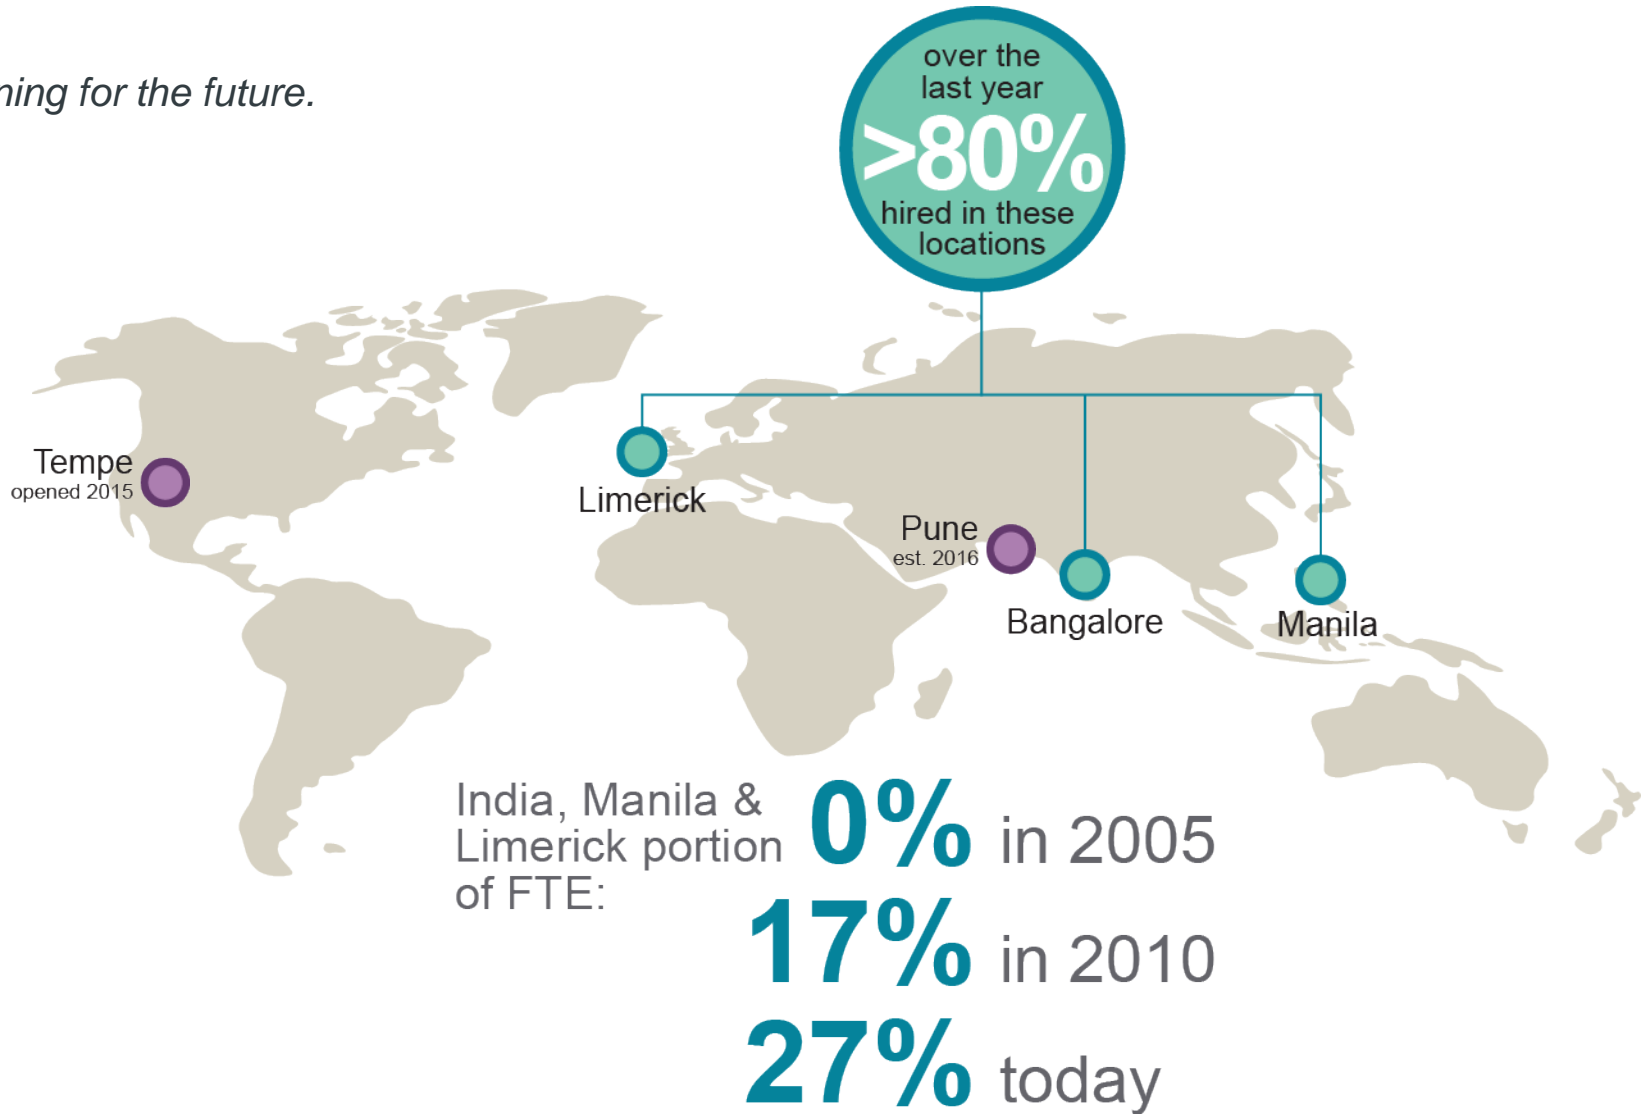 for the future.
over the
last year
>80%
hired in these
locations
Tempe
opened 2015
Limerick
Pune
est. 2016
Bangalore
Manila
India, Manila &
Limerick portion
of FTE:
0% in 2005
17% in 2010
27% today